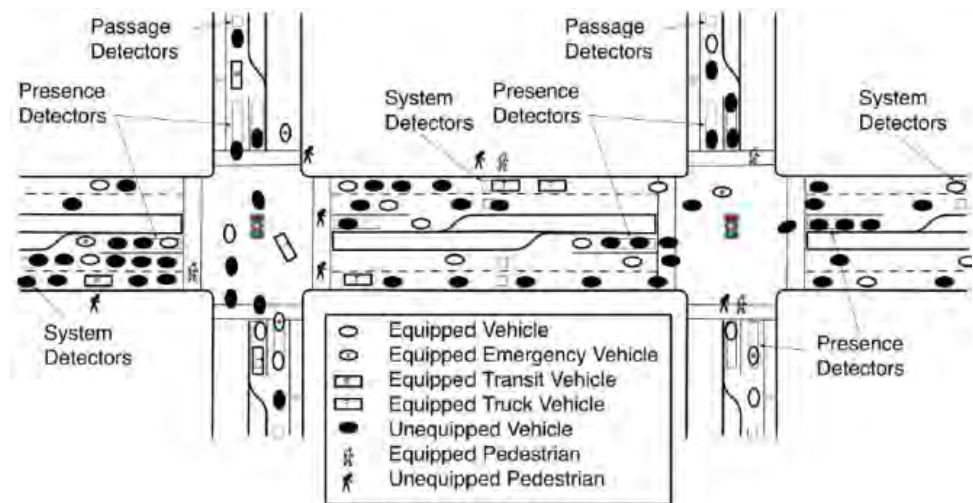 Passage
Detectors
Passage
Detectors
Presence
Detectors
System
Detectors
Presence
Detectors
System
Detectors
System
Detectors
Presence
Detectors
Equipped Vehicle
Equipped Emergency Vehicle
Equipped Transit Vehicle
Equipped Truck Vehicle
Unequipped Vehicle
Equipped Pedestrian
Unequipped Pedestrian